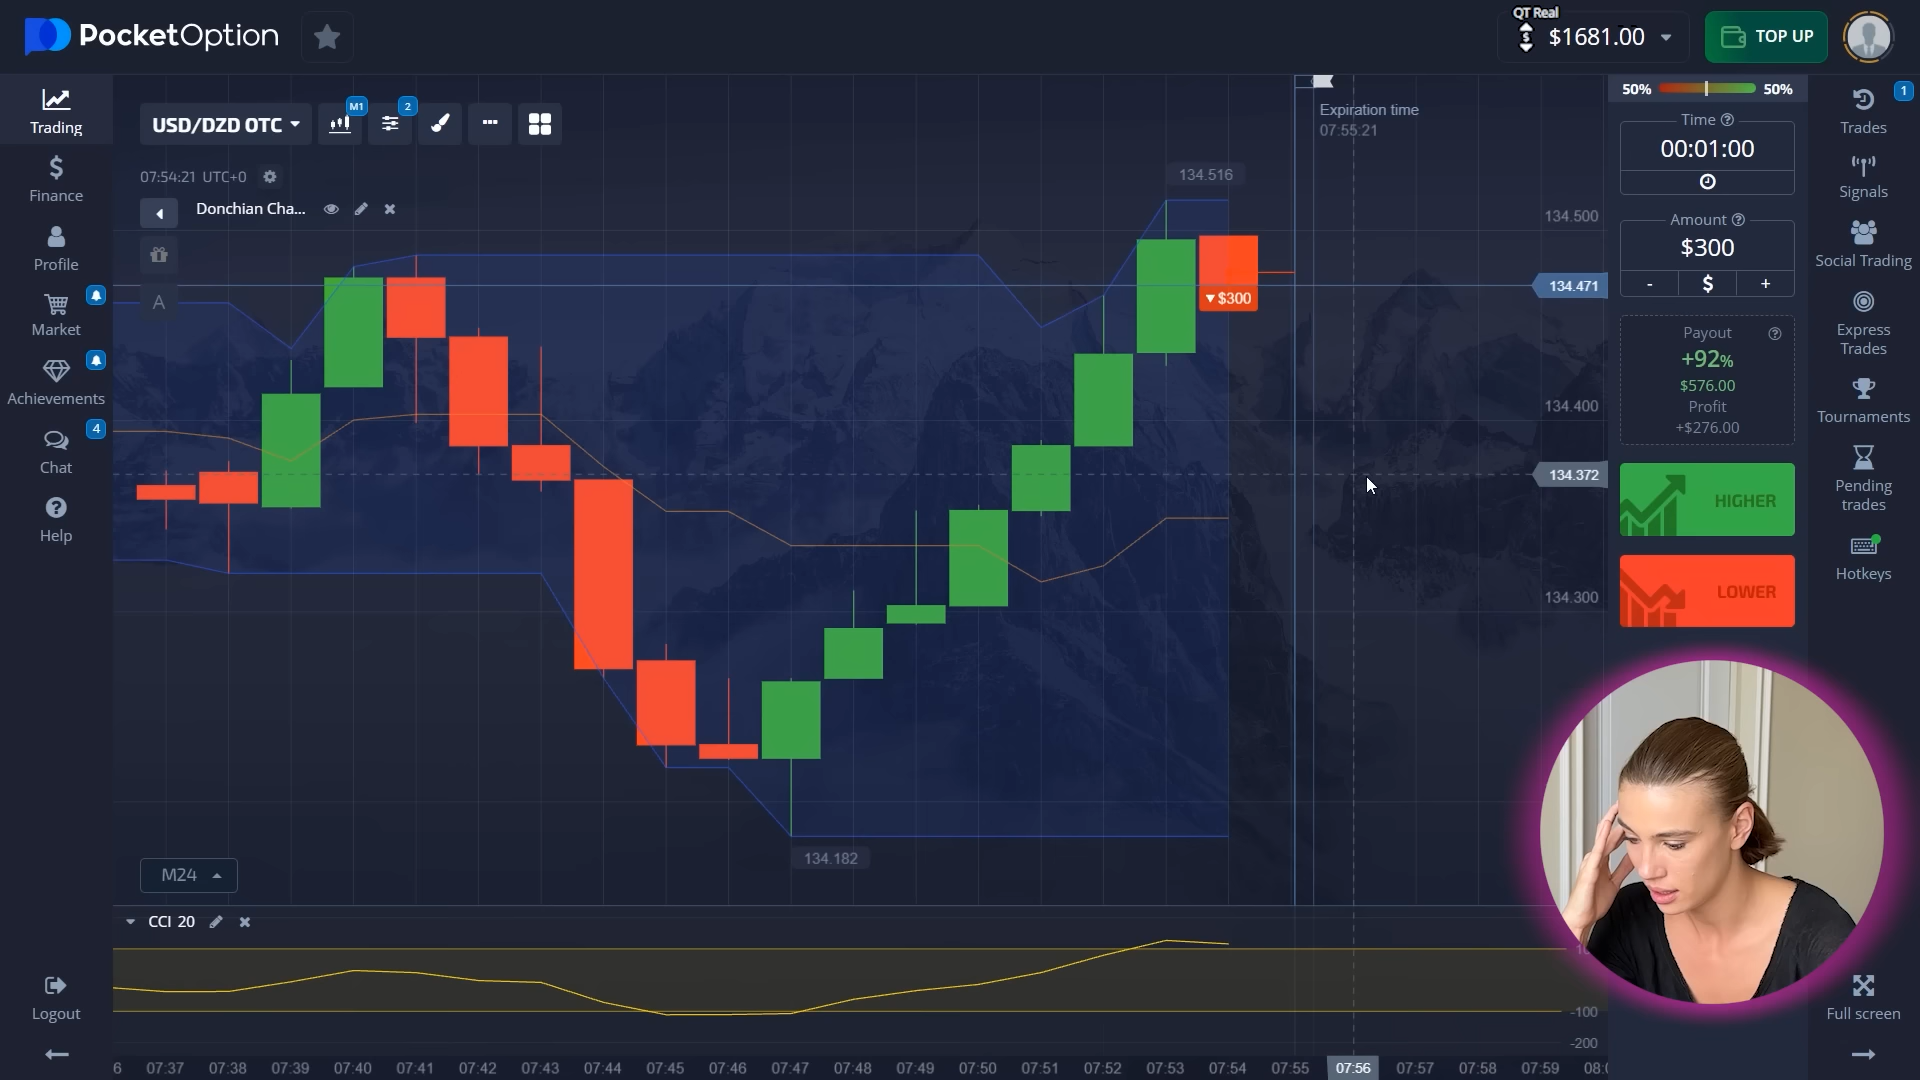 PocketOption
QT Real
$1681.00
TOP UP
Trading
Finance
Profile
Market
Achievements
4
Chat
Help
Logout
USD/DZD OTC
M1
2
07:54:21 UTC+0
Donchian Cha...
A
Expiration time
07:55:21
134.516
▼$300
134.182
134.500
134.471
134.400
134.372
134.300
M24
CCI 20
-100
-200
6
07:37
07:38
07:39
07:40
07:41
07:42
07:43
07:44
07:45
07:46
07:47
07:48
07:49
07:50
07:51
07:52
07:53
07:54
07:55
07:56
07:57
07:58
07:59
50%
50%
Time
00:01:00
Amount
$300
- $ +
Payout
+92%
$576.00
Profit
+$276.00
HIGHER
LOWER
1
Trades
Signals
Social Trading
Express
Trades
Tournaments
Pending
trades
Hotkeys
Full screen